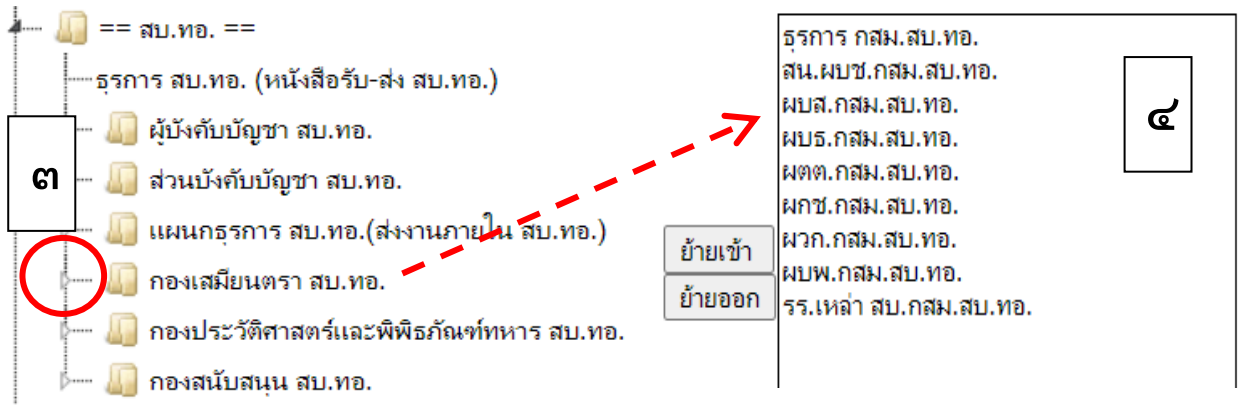 == สบ.ทอ. ==
ธุรการ สบ.ทอ. (หนังสือรับ-ส่ง สบ.ทอ.)
ผู้บังคับบัญชา สบ.ทอ.
ส่วนบังคับบัญชา สบ.ทอ.
๓
แผนกธุรการ สบ.ทอ.(ส่งงานภายใน สบ.ทอ.)
กองเสมียนตรา สบ.ทอ.
กองประวัติศาสตร์และพิพิธภัณฑ์ทหาร สบ.ทอ.
กองสนับสนุน สบ.ทอ.
ย้ายเข้า
ย้ายออก
ธุรการ กสม.สบ.ทอ.
สน.ผบช.กสม.สบ.ทอ.
ผบส.กสม.สบ.ทอ.
ผบธ.กสม.สบ.ทอ.
ผตต.กสม.สบ.ทอ.
ผกช.กสม.สบ.ทอ.
ผวก.กสม.สบ.ทอ.
ผบพ.กสม.สบ.ทอ.
รร.เหล่า สบ.กสม.สบ.ทอ.
๔